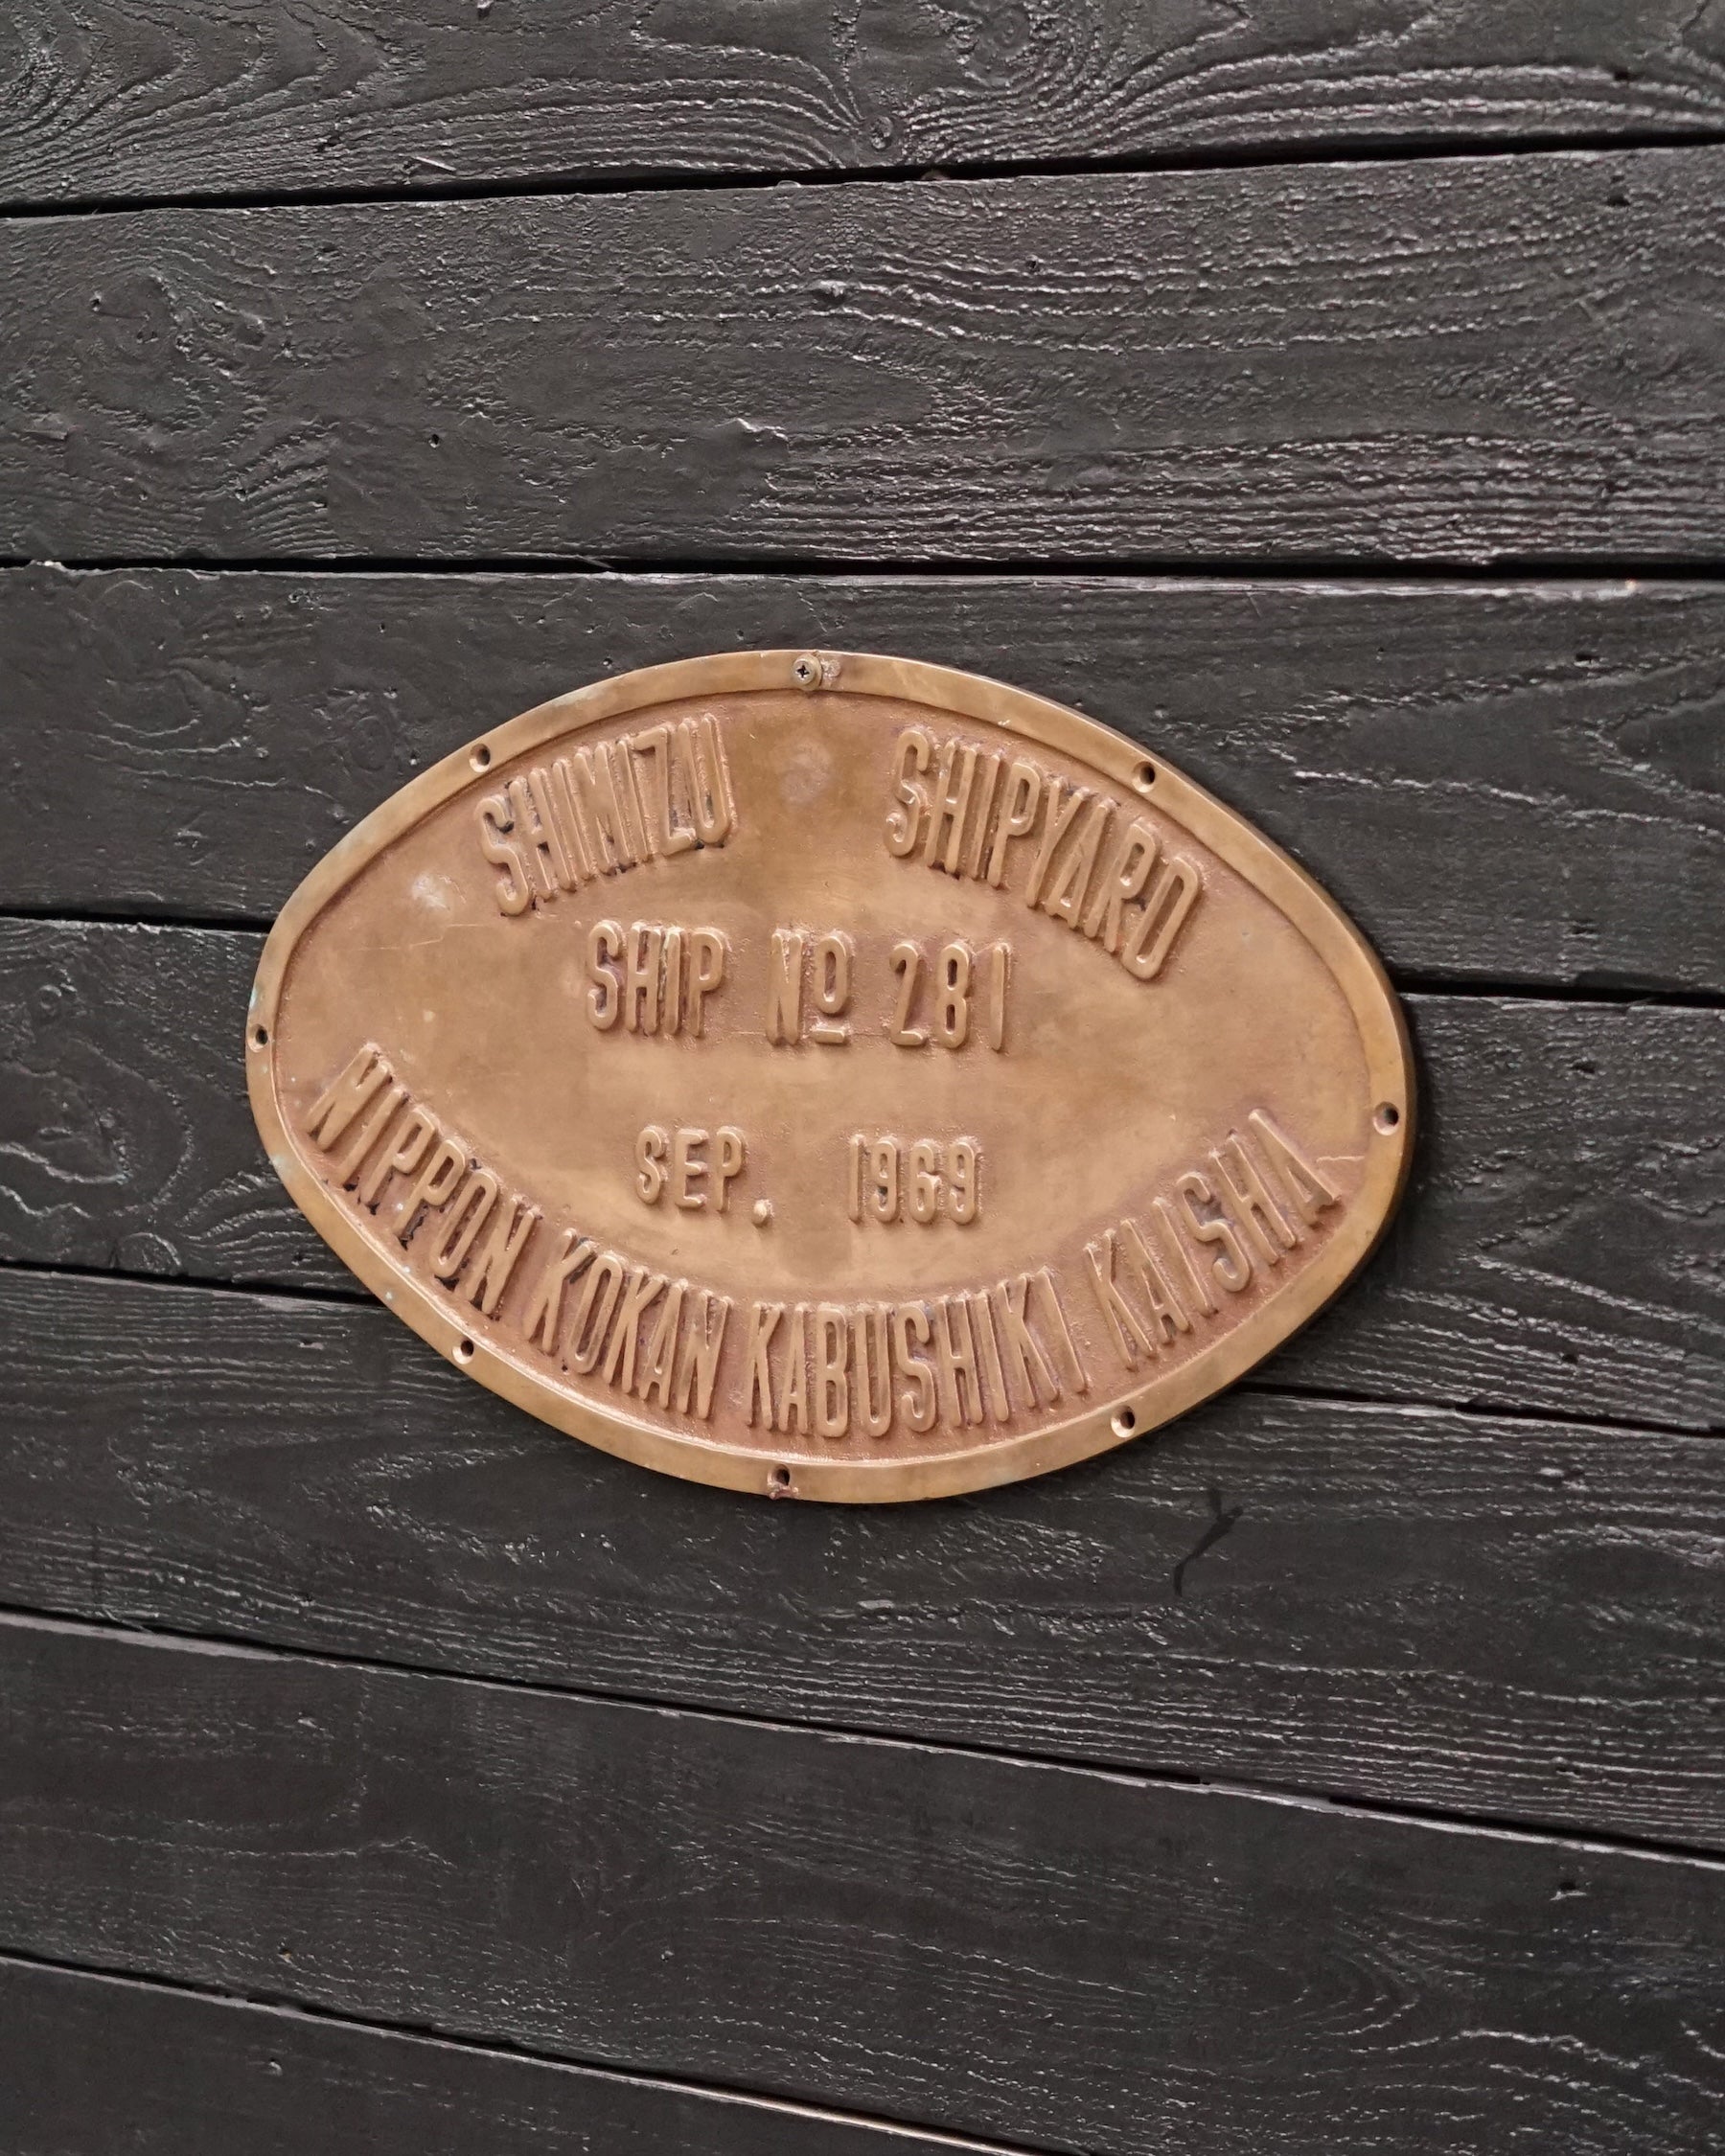 SHIMIZU SHIPYARD
SHIP Nº 281
SEP. 1969
NIPPON KOKAN KABUSHIKI KAISHA